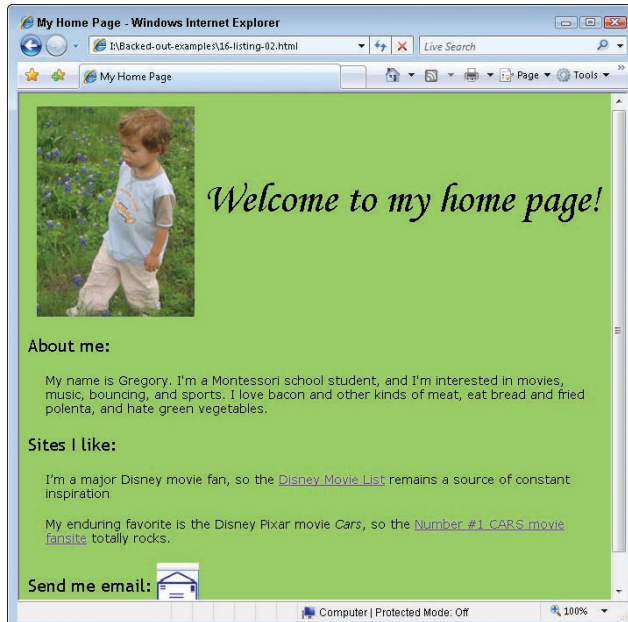 My Home Page - Windows Internet Explorer
I:\Backed-out-examples\16-listing-02.html
Live Search
My Home Page
Page
Tools
Welcome to my home page!
About me:
My name is Gregory. I'm a Montessori school student, and I'm interested in movies,
music, bouncing, and sports. I love bacon and other kinds of meat, eat bread and fried
polenta, and hate green vegetables.
Sites I like:
I'm a major Disney movie fan, so the Disney Movie List remains a source of constant
inspiration
My enduring favorite is the Disney Pixar movie Cars, so the Number #1 CARS movie
fansite totally rocks.
Send me email:
Computer | Protected Mode: Off
100%